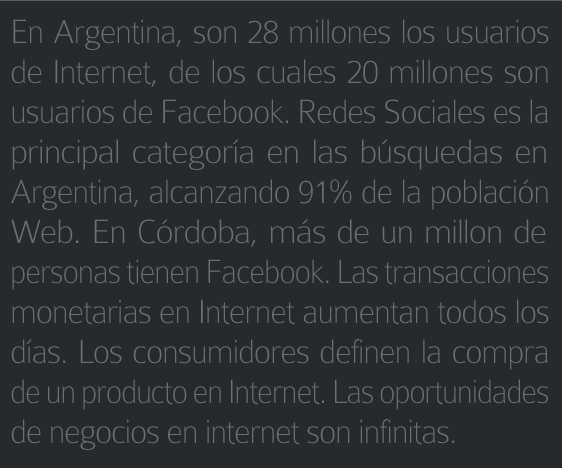 En Argentina, son 28 millones los usuarios
de Internet, de los cuales 20 millones son
usuarios de Facebook. Redes Sociales es la
principal categoría en las búsquedas en
Argentina, alcanzando 91% de la población
Web. En Córdoba, más de un millon de
personas tienen Facebook. Las transacciones
monetarias en Internet aumentan todos los
días. Los consumidores definen la compra
de un producto en Internet. Las oportunidades
de negocios en internet son infinitas.